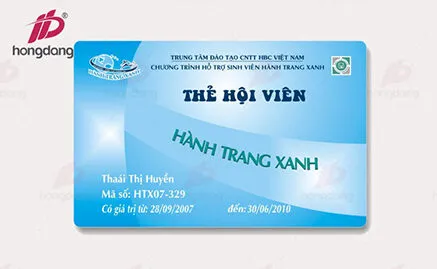 hongdang
TRUNG TÂM ĐÀO TẠO CNTT HBC VIỆT NAM
CHƯƠNG TRÌNH HỖ TRỢ SINH VIÊN HÀNH TRANG XANH
HÀNH TRANG XANH
THẺ HỘI VIÊN
HÀNH TRANG XANH
Thaái Thị Huyền
Mã số: HTX07-329
Có giá trị từ: 28/09/2007 đến: 30/06/2010